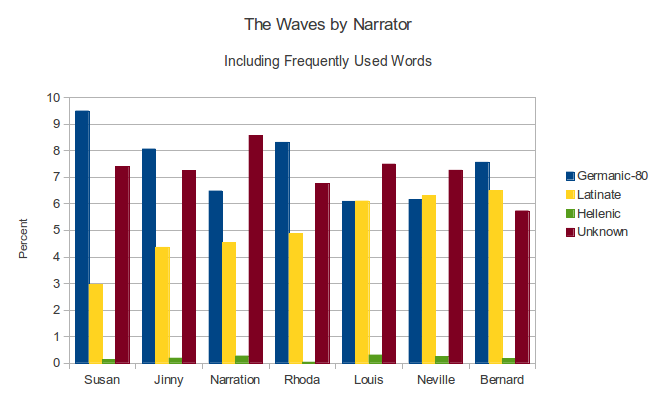 The Waves by Narrator
Including Frequently Used Words
10
9
8
7
6
5
4
3
2
1
0
Percent
Susan Jinny Narration Rhoda Louis Neville Bernard
Germanic-80
Latinate
Hellenic
Unknown